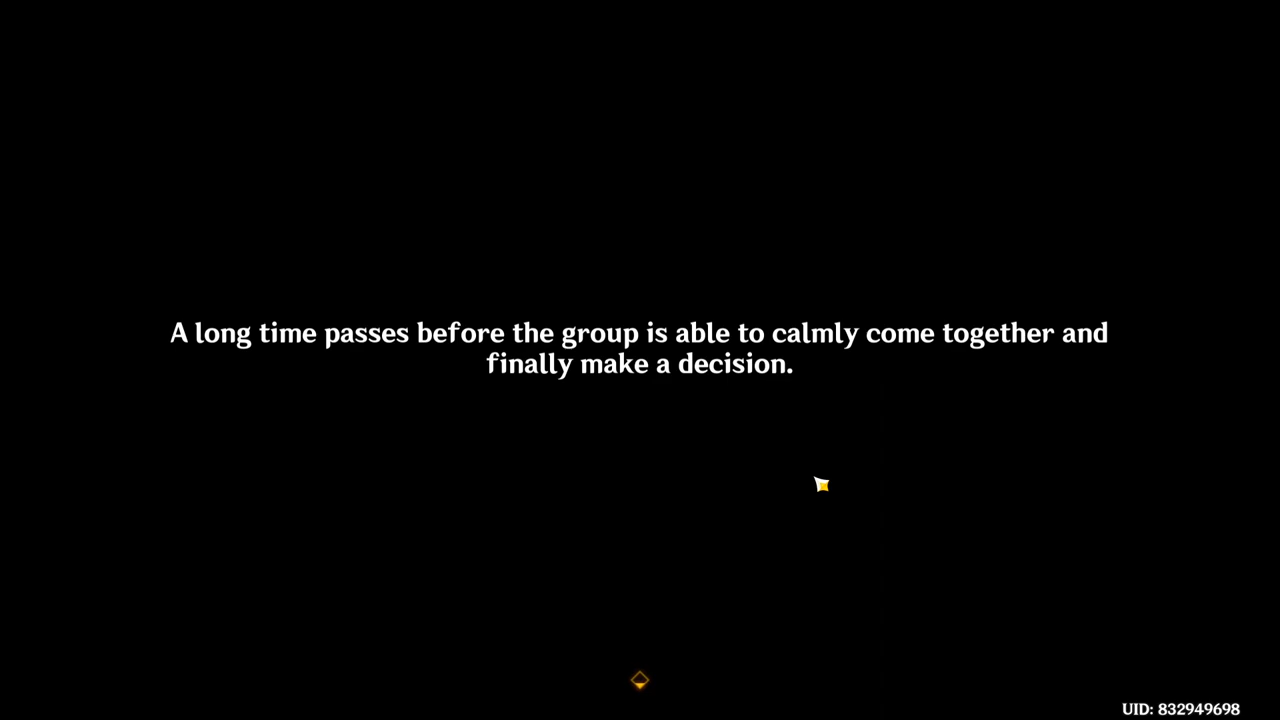 A long time passes before the group is able to calmly come together and
finally make a decision.
UID: 832949698